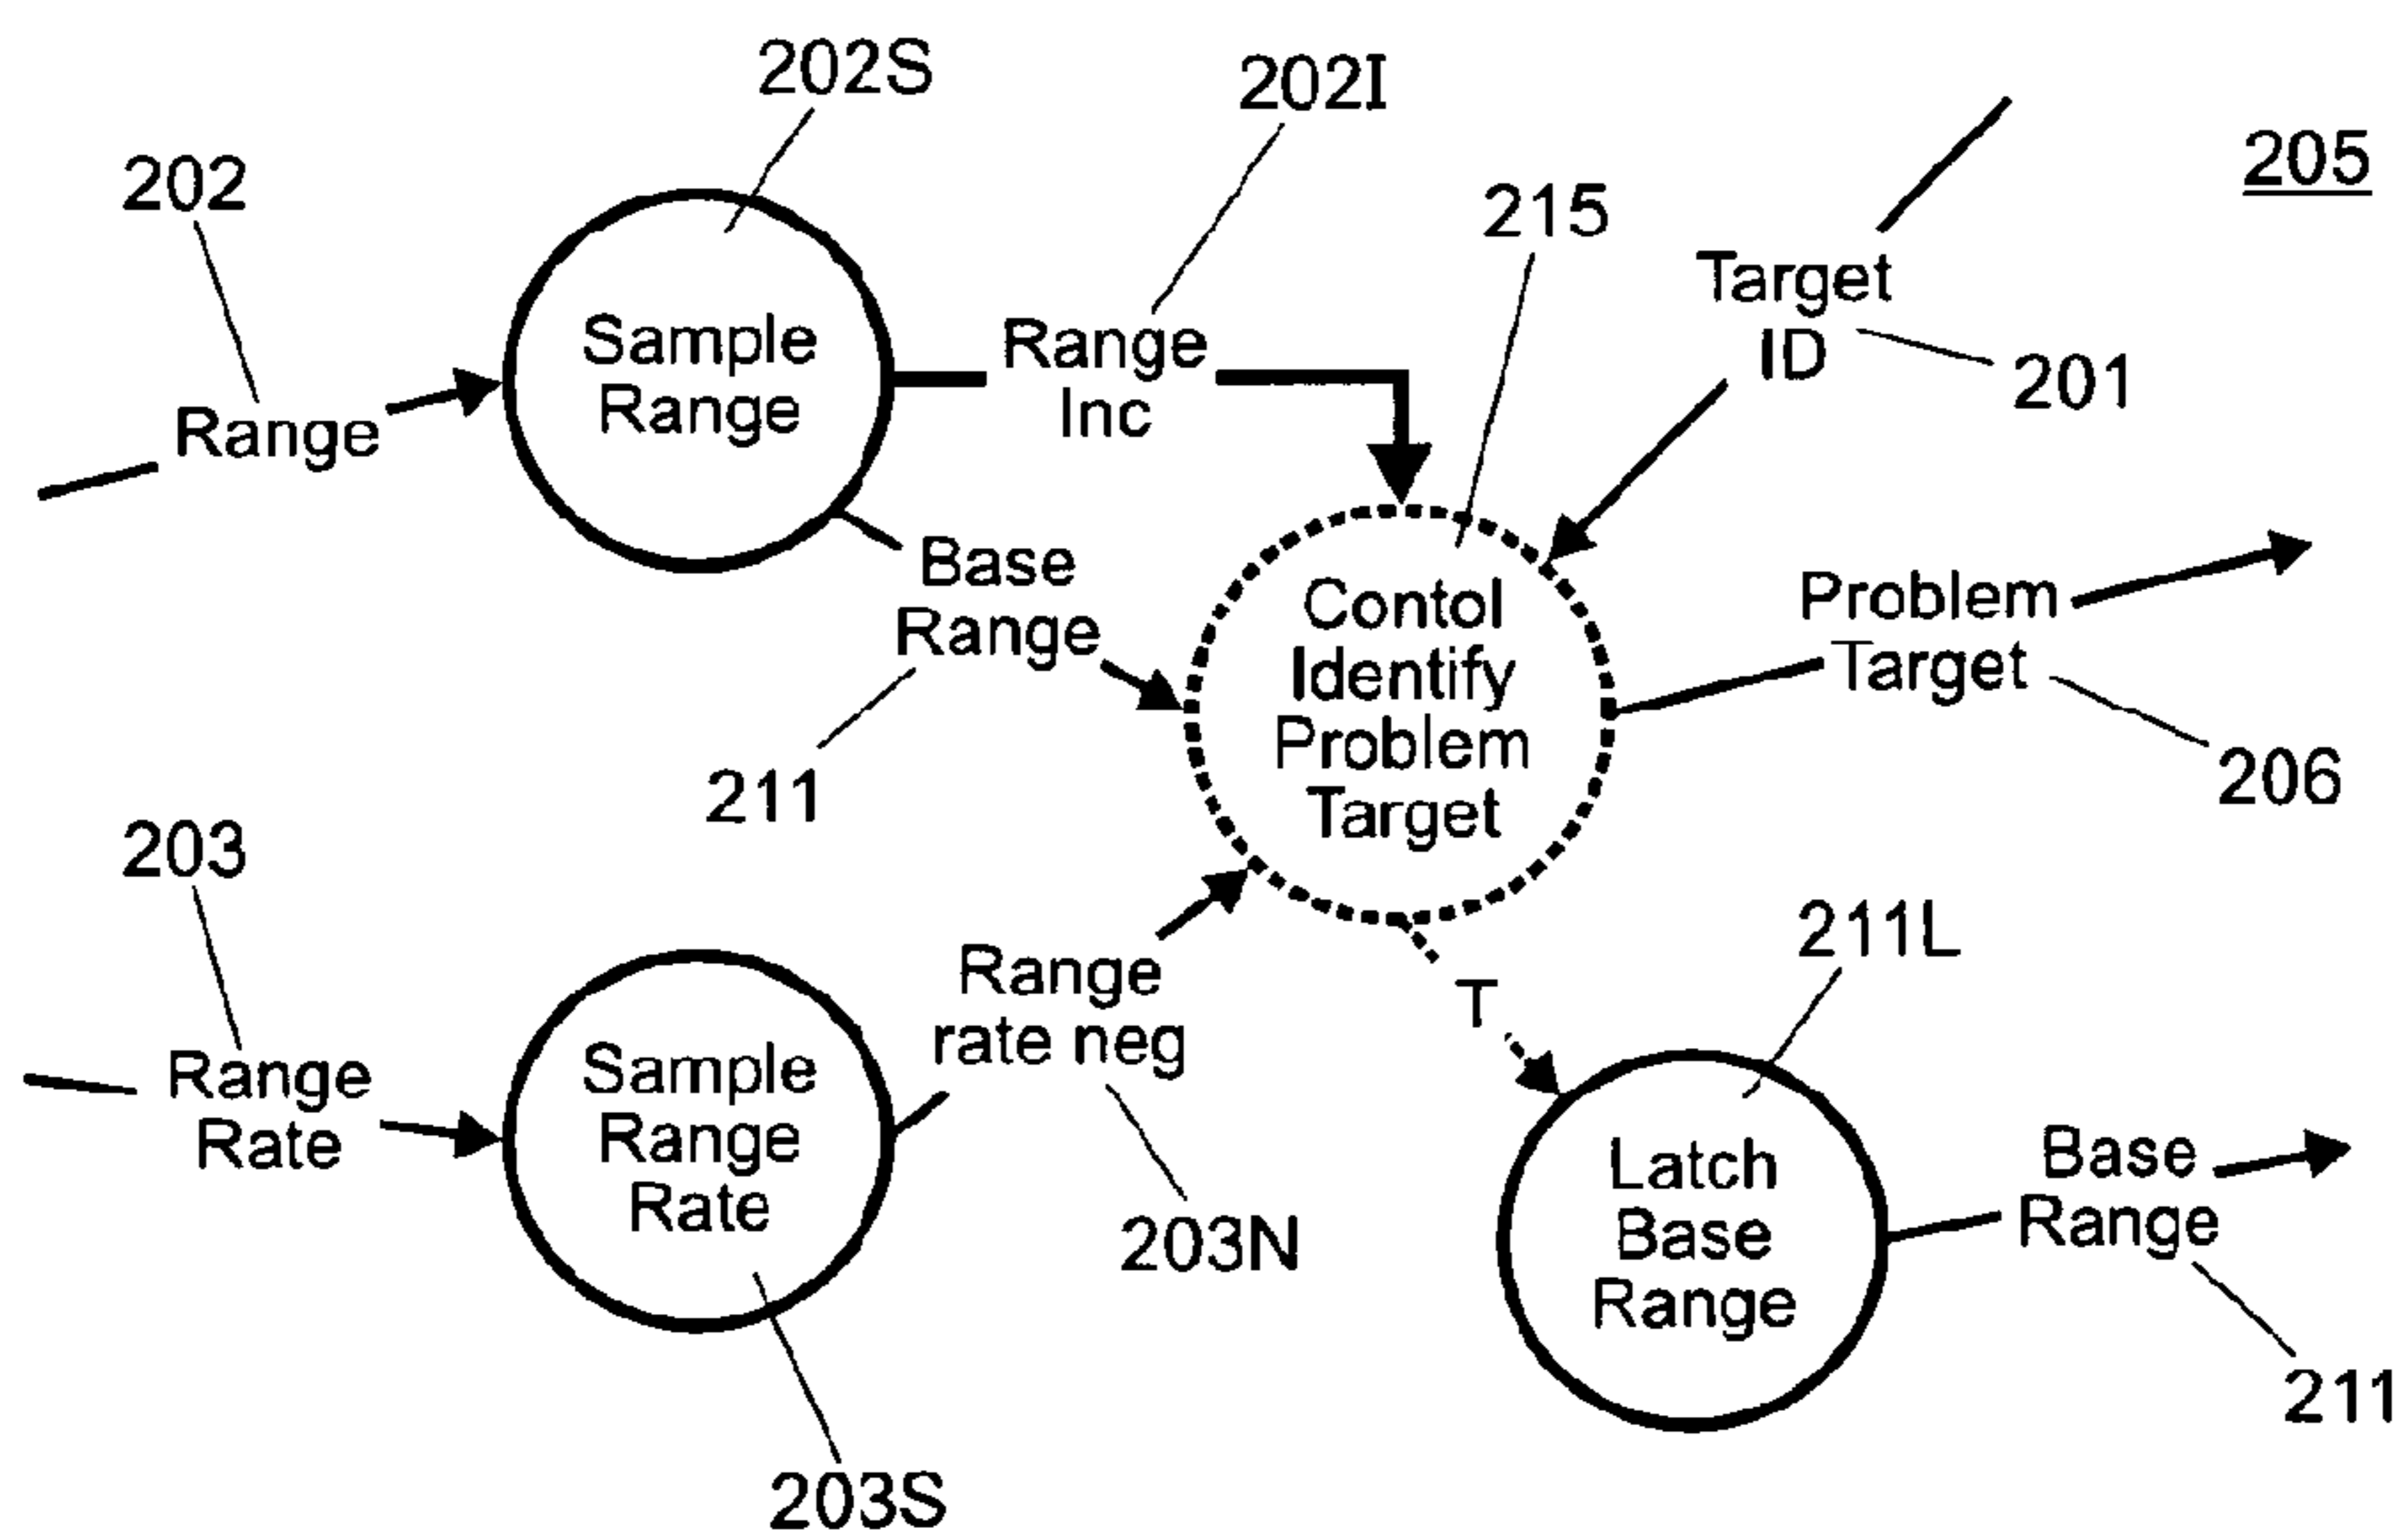 202S
202I
202
205
215
Target
ID
201
Sample
Range
Range
Inc
Range
Base
Range
211
Contol
Identify
Problem
Target
Problem
Target
206
203
Range
Rate
Sample
Range
Rate
Range
rate neg
203N
T
211L
Latch
Base
Range
Base
Range
211
203S